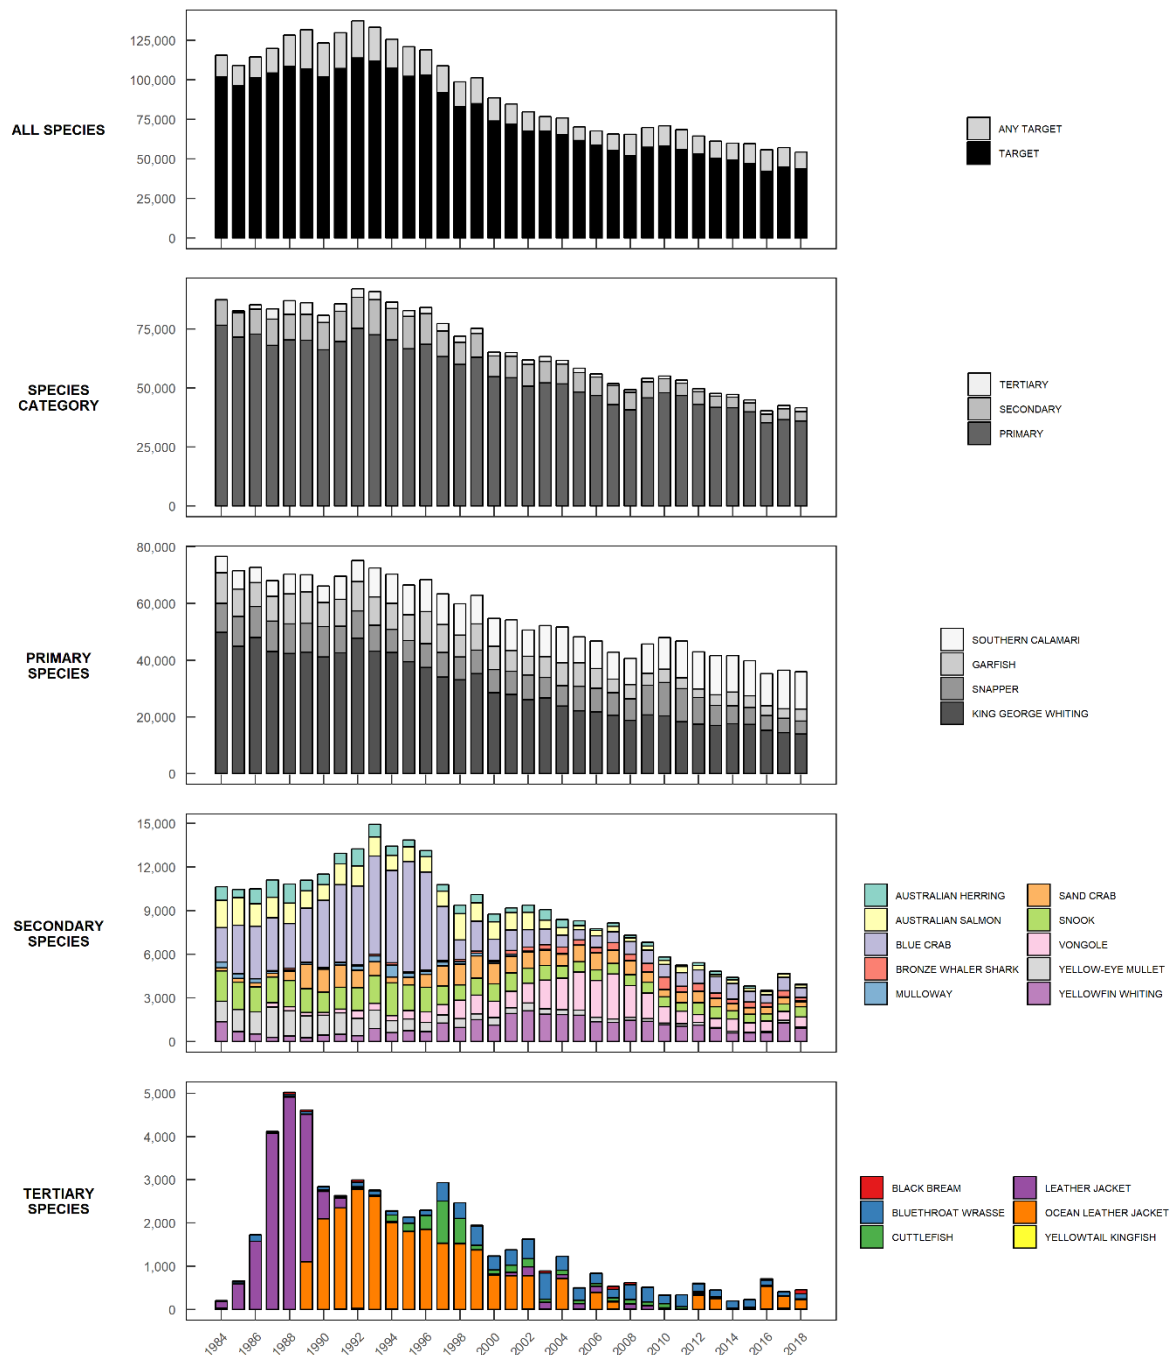 ALL SPECIES
125,000
100,000
75,000
50,000
25,000
0
ANY TARGET
TARGET
SPECIES
CATEGORY
75,000
50,000
25,000
0
TERTIARY
SECONDARY
PRIMARY
PRIMARY
SPECIES
80,000
60,000
40,000
20,000
0
SOUTHERN CALAMARI
GARFISH
SNAPPER
KING GEORGE WHITING
SECONDARY
SPECIES
15,000
12,000
9,000
6,000
3,000
0
AUSTRALIAN HERRING
AUSTRALIAN SALMON
BLUE CRAB
BRONZE WHALER SHARK
MULLOWAY
SAND CRAB
SNOOK
VONGOLE
YELLOW-EYE MULLET
YELLOWFIN WHITING
TERTIARY
SPECIES
5,000
4,000
3,000
2,000
1,000
0
BLACK BREAM
BLUETHROAT WRASSE
CUTTLEFISH
LEATHER JACKET
OCEAN LEATHER JACKET
YELLOWTAIL KINGFISH
1984
1986
1988
1990
1992
1994
1996
1998
2000
2002
2004
2006
2008
2010
2012
2014
2016
2018